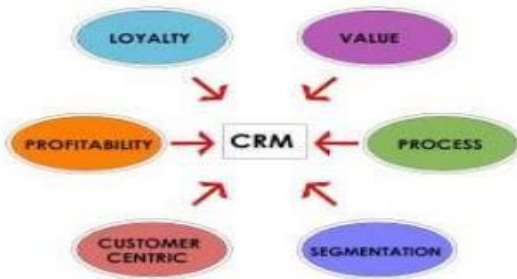 LOYALTY
VALUE
PROFITABILITY
CRM
PROCESS
CUSTOMER
CENTRIC
SEGMENTATION